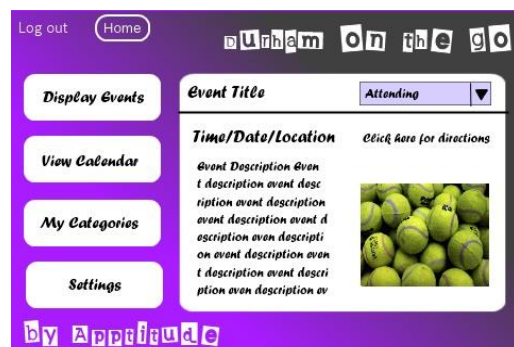 Log out
Home
Durham on the go
Display Events
View Calendar
My Categories
Settings
Event Title
Attending
Time/Date/Location
Click here for directions
Event Description Even
t description event desc
ription event description
event description event d
escription even descripti
on event description even
t description event descri
ption even description ev
by Apptitude